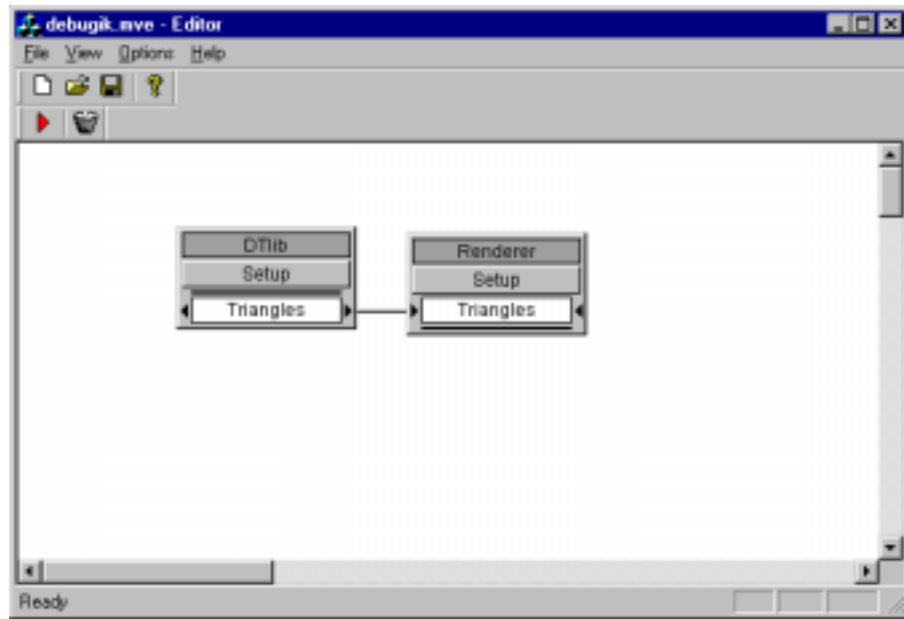 debugik.mve - Editor
File View Options Help
DTlib
Setup
Triangles
Renderer
Setup
Triangles
Ready